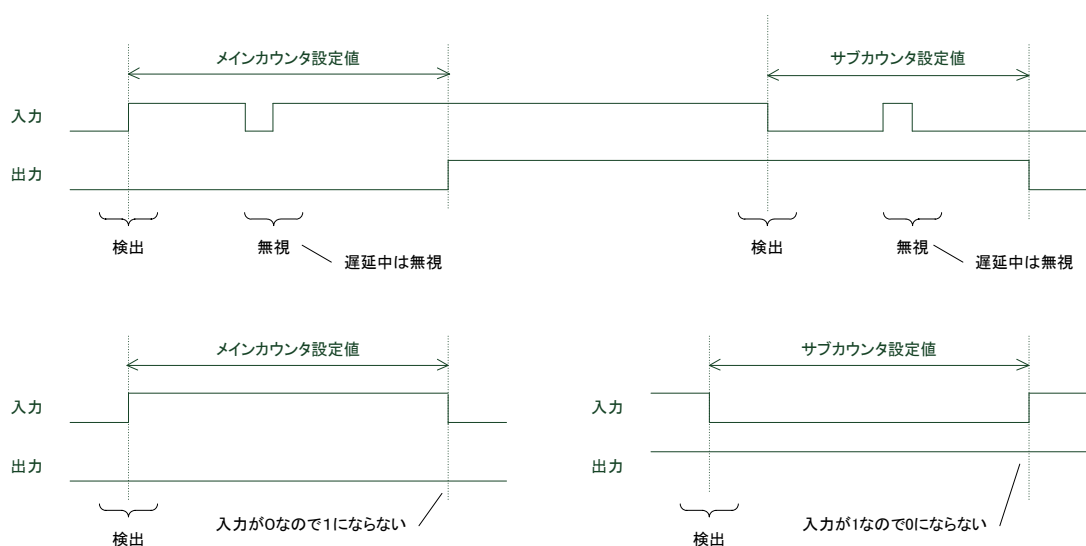 メインカウンタ設定値
サブカウンタ設定値
入力
出力
検出
無視
遅延中は無視
検出
無視
遅延中は無視
メインカウンタ設定値
入力
出力
検出
入力が0なので1にならない
サブカウンタ設定値
入力
出力
検出
入力が1なので0にならない